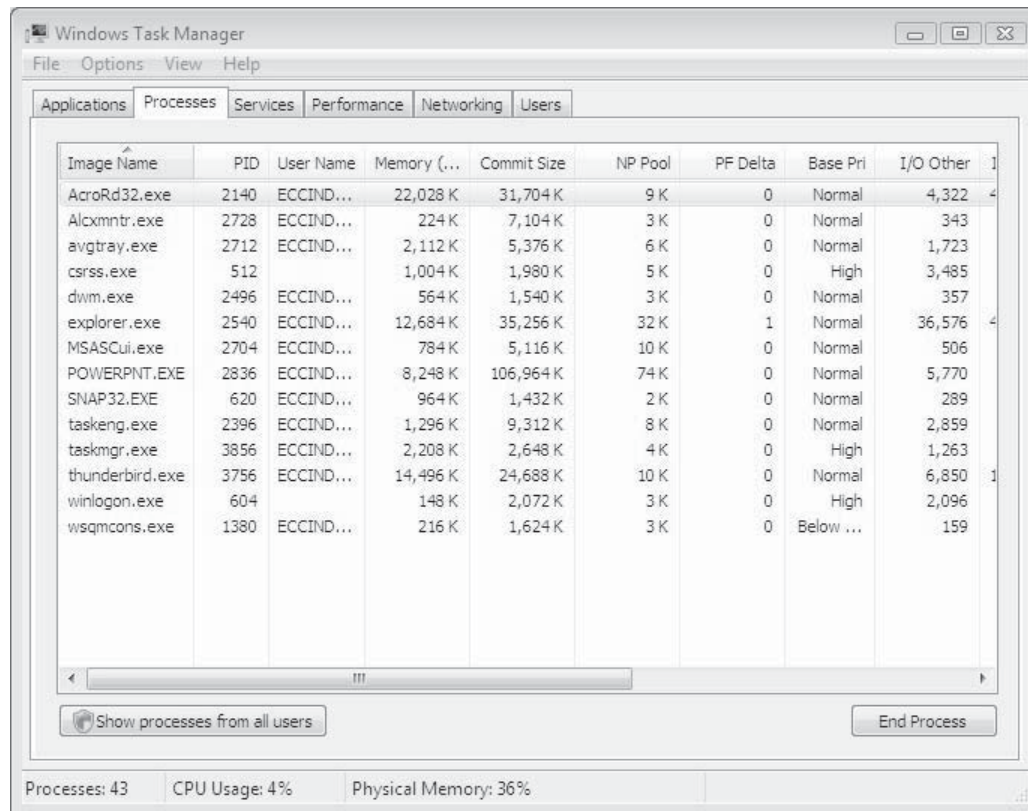 Windows Task Manager
File Options View Help
Applications Processes Services Performance Networking Users
Image Name PID User Name Memory (... Commit Size NP Pool PF Delta Base Pri I/O Other I
AcroRd32.exe 2140 ECCIND... 22,028 K 31,704 K 9 K 0 Normal 4,322 4
Alcxmntr.exe 2728 ECCIND... 224 K 7,104 K 3 K 0 Normal 343
avgtray.exe 2712 ECCIND... 2,112 K 5,376 K 6 K 0 Normal 1,723
csrss.exe 512 1,004 K 1,980 K 5 K 0 High 3,485
dwm.exe 2496 ECCIND... 564 K 1,540 K 3 K 0 Normal 357
explorer.exe 2540 ECCIND... 12,684 K 35,256 K 32 K 1 Normal 36,576 4
MSASCui.exe 2704 ECCIND... 784 K 5,116 K 10 K 0 Normal 506
POWERPNT.EXE 2836 ECCIND... 8,248 K 106,964 K 74 K 0 Normal 5,770
SNAP32.EXE 620 ECCIND... 964 K 1,432 K 2 K 0 Normal 289
taskeng.exe 2396 ECCIND... 1,296 K 9,312 K 8 K 0 Normal 2,859
taskmgr.exe 3856 ECCIND... 2,208 K 2,648 K 4 K 0 High 1,263
thunderbird.exe 3756 ECCIND... 14,496 K 24,688 K 10 K 0 Normal 6,850 1
winlogon.exe 604 148 K 2,072 K 3 K 0 High 2,096
wsqmcons.exe 1380 ECCIND... 216 K 1,624 K 3 K 0 Below ... 159
Show processes from all users End Process
Processes: 43 CPU Usage: 4% Physical Memory: 36%